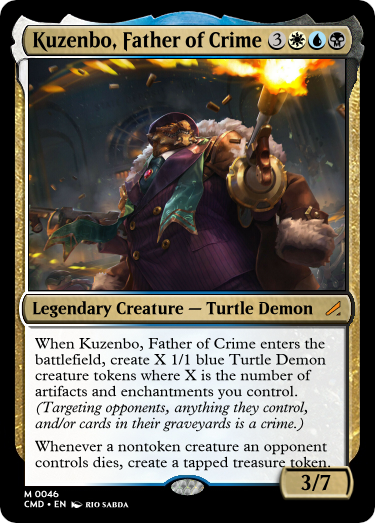 Kuzenbo, Father of Crime 3
Legendary Creature — Turtle Demon
When Kuzenbo, Father of Crime enters the
battlefield, create X 1/1 blue Turtle Demon
creature tokens where X is the number of
artifacts and enchantments you control.
(Targeting opponents, anything they control,
and/or cards in their graveyards is a crime.)
Whenever a nontoken creature an opponent
controls dies, create a tapped treasure token.
3/7
M 0046
CMD • EN RIO SABDA